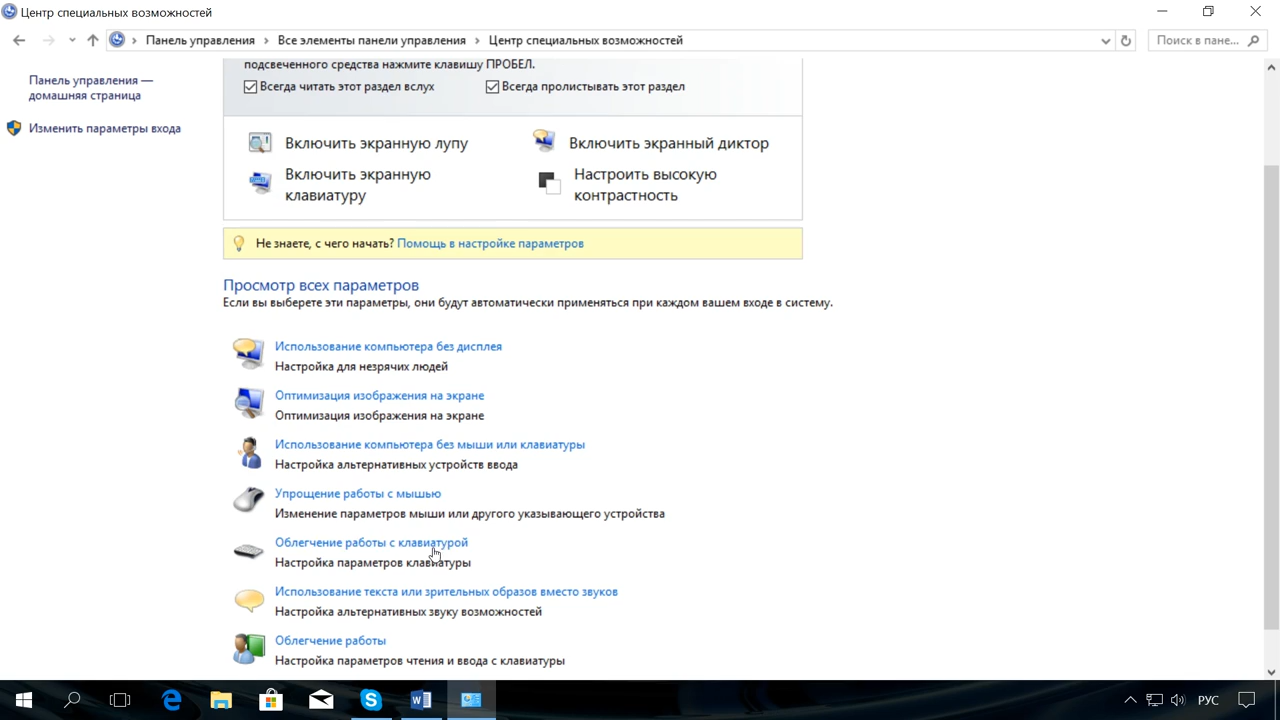 Центр специальных возможностей
Панель управления › Все элементы панели управления › Центр специальных возможностей
Поиск в пане...
Панель управления —
домашняя страница
Изменить параметры входа
подсвеченного средства нажмите клавишу ПРОБЕЛ.
Всегда читать этот раздел вслух
Всегда пролистывать этот раздел
Включить экранную лупу
Включить экранный диктор
Включить экранную
клавиатуру
Настроить высокую
контрастность
Не знаете, с чего начать? Помощь в настройке параметров
Просмотр всех параметров
Если вы выберете эти параметры, они будут автоматически применяться при каждом вашем входе в систему.
Использование компьютера без дисплея
Настройка для незрячих людей
Оптимизация изображения на экране
Оптимизация изображения на экране
Использование компьютера без мыши или клавиатуры
Настройка альтернативных устройств ввода
Упрощение работы с мышью
Изменение параметров мыши или другого указывающего устройства
Облегчение работы с клавиатурой
Настройка параметров клавиатуры
Использование текста или зрительных образов вместо звуков
Настройка альтернативных звуку возможностей
Облегчение работы
Настройка параметров чтения и ввода с клавиатуры
РУС